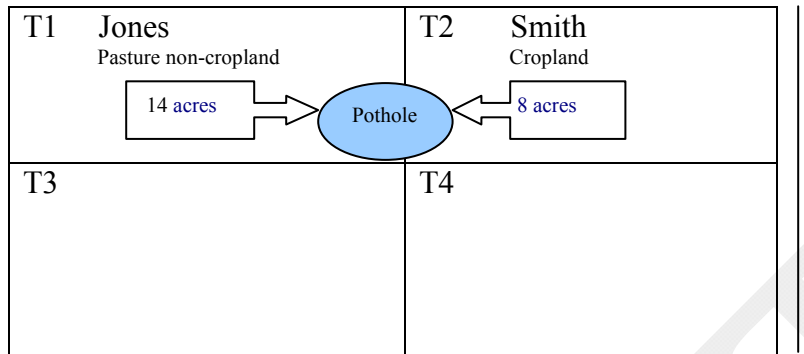 T1 Jones
Pasture non-cropland
14 acres
T2 Smith
Cropland
8 acres
Pothole
T3
T4